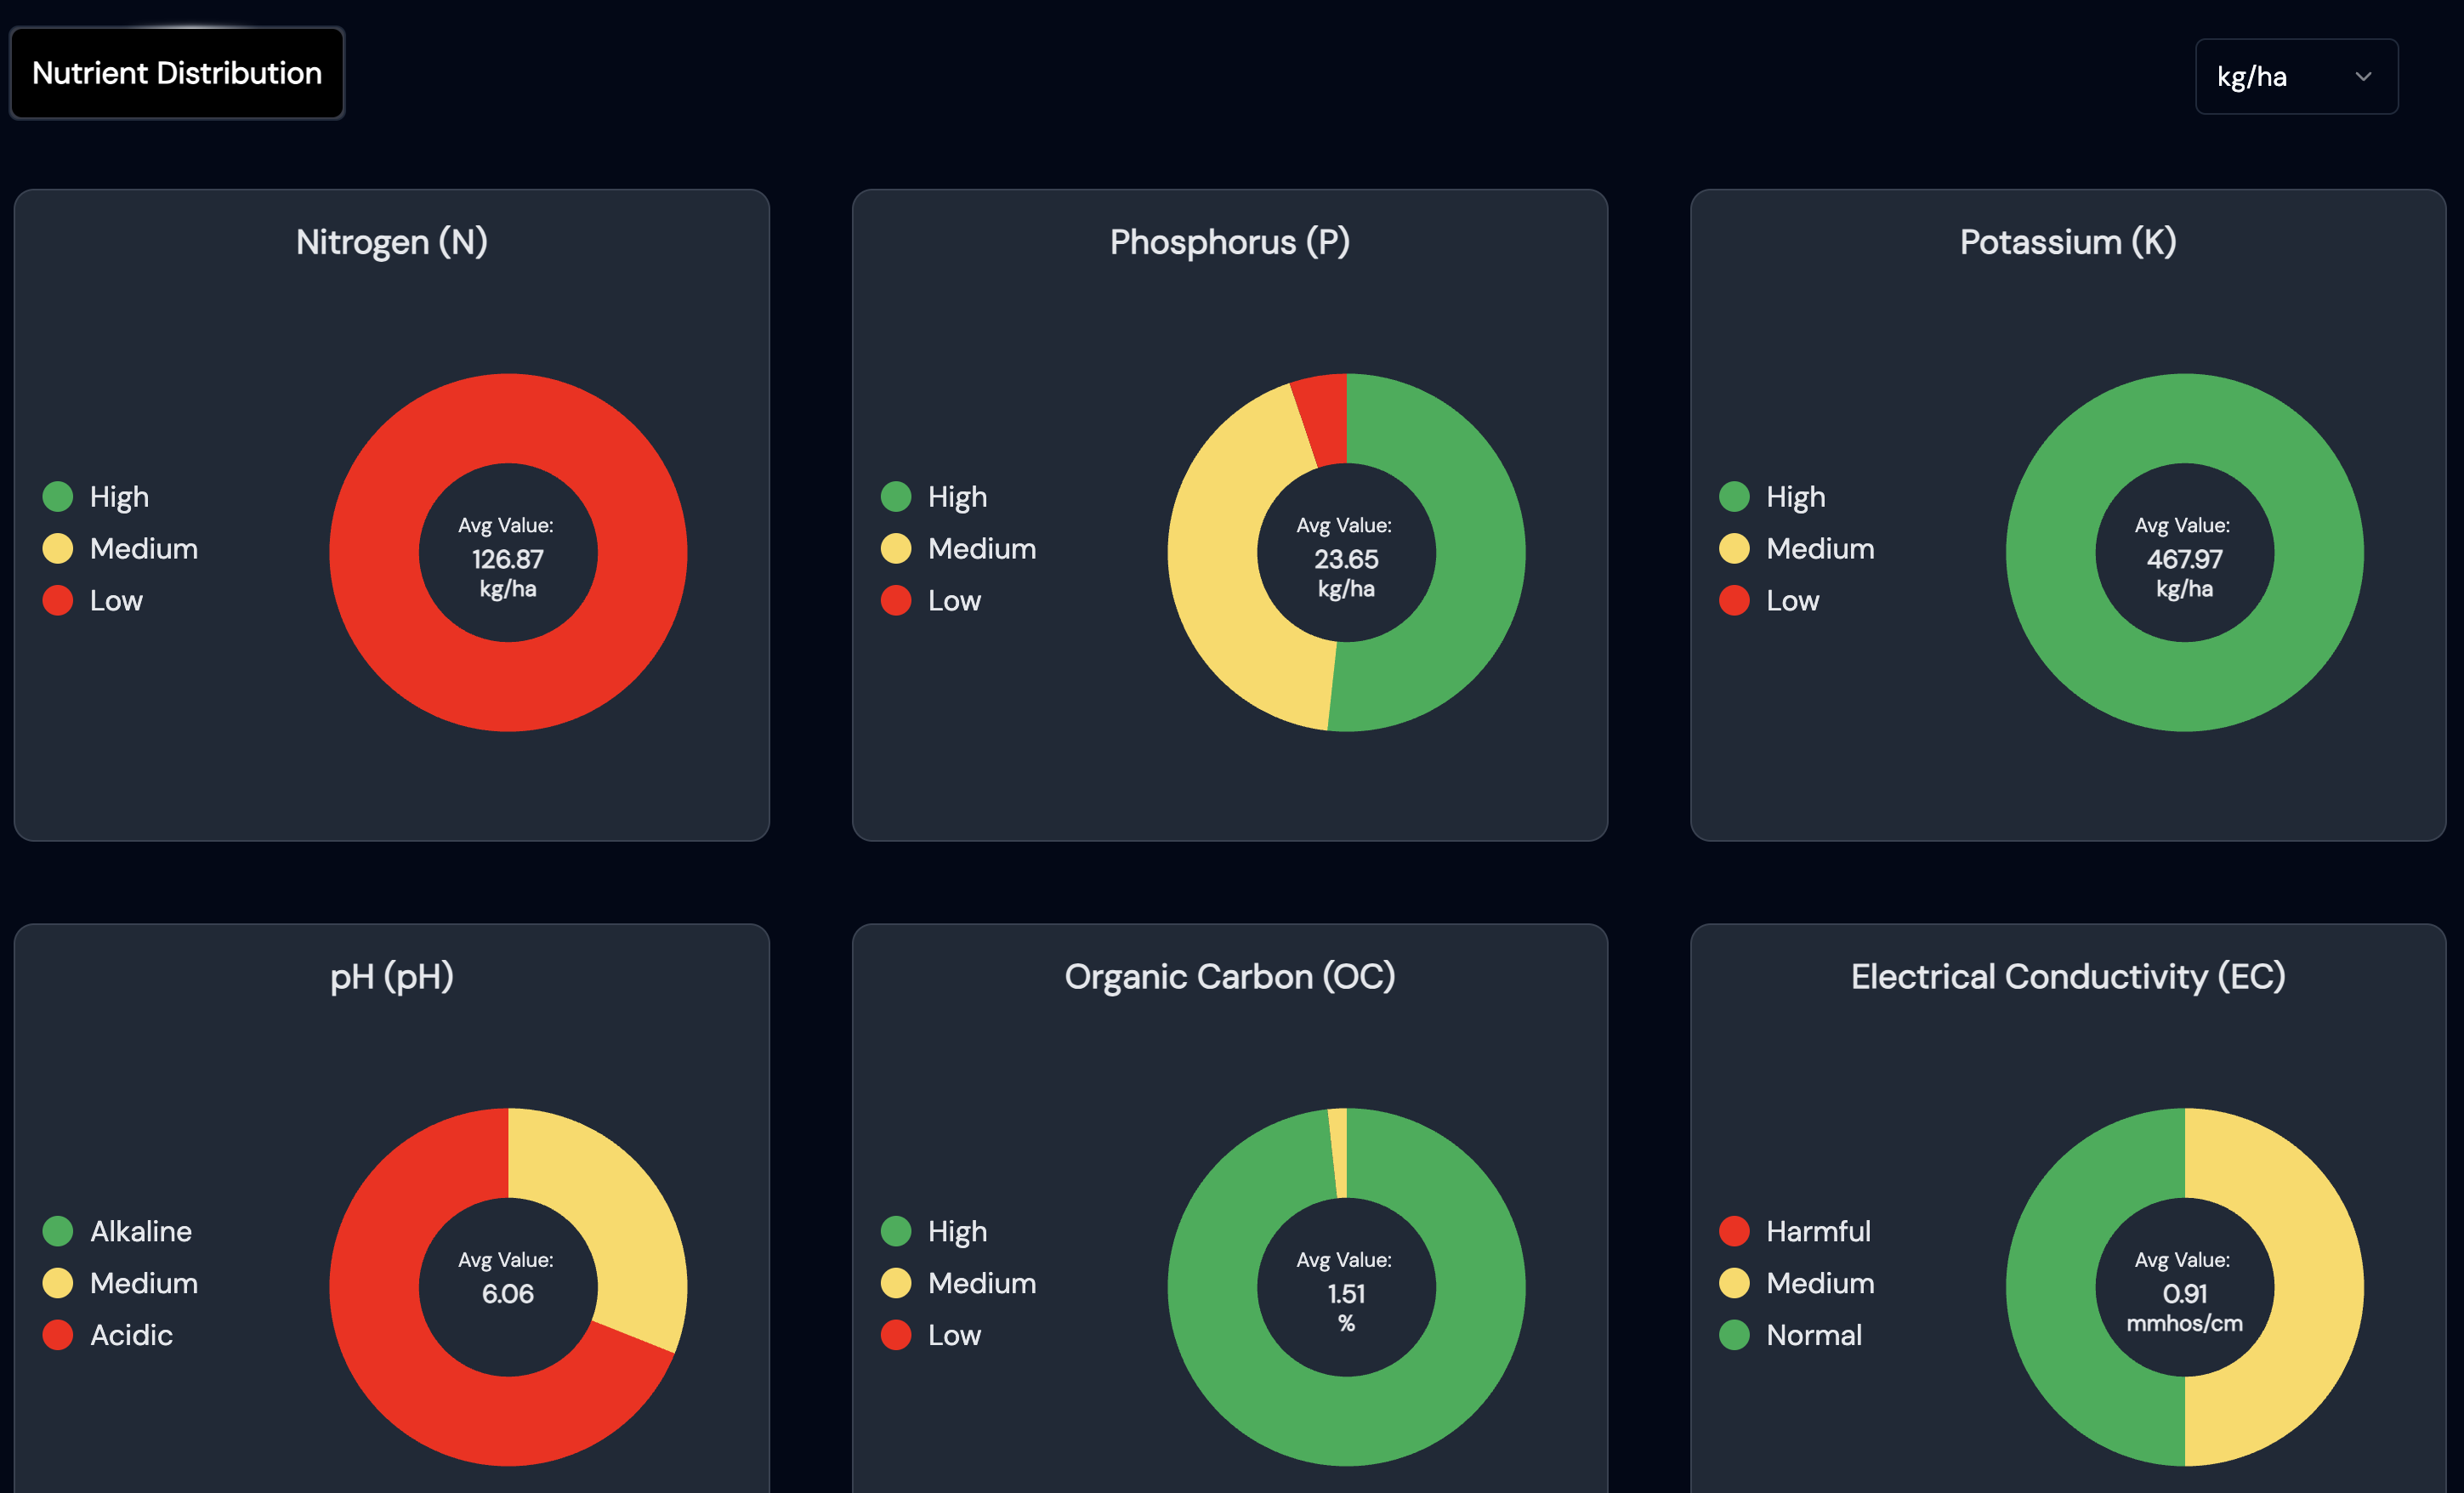 Nutrient Distribution
kg/ha
Nitrogen (N)
High
Medium
Low
Avg Value:
126.87
kg/ha
Phosphorus (P)
High
Medium
Low
Avg Value:
23.65
kg/ha
Potassium (K)
High
Medium
Low
Avg Value:
467.97
kg/ha
pH (pH)
Alkaline
Medium
Acidic
Avg Value:
6.06
Organic Carbon (OC)
High
Medium
Low
Avg Value:
1.51
%
Electrical Conductivity (EC)
Harmful
Medium
Normal
Avg Value:
0.91
mmhos/cm